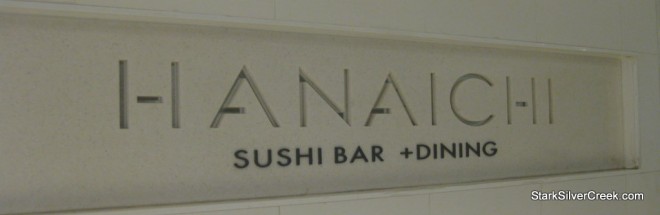 HANAICHI
SUSHI BAR +DINING
StarkSilverCreek.com